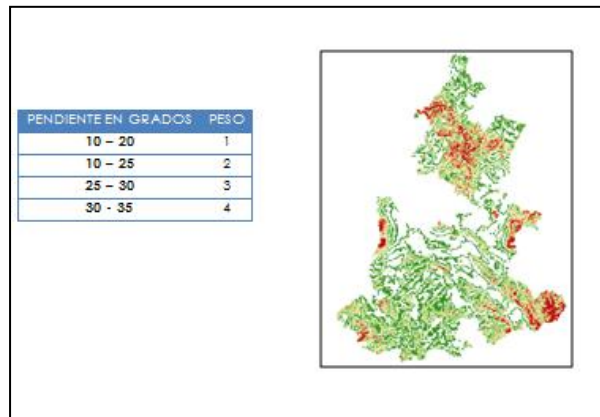 PENDIENTE EN GRADOS PESO
10 – 20 1
10 – 25 2
25 – 30 3
30 - 35 4